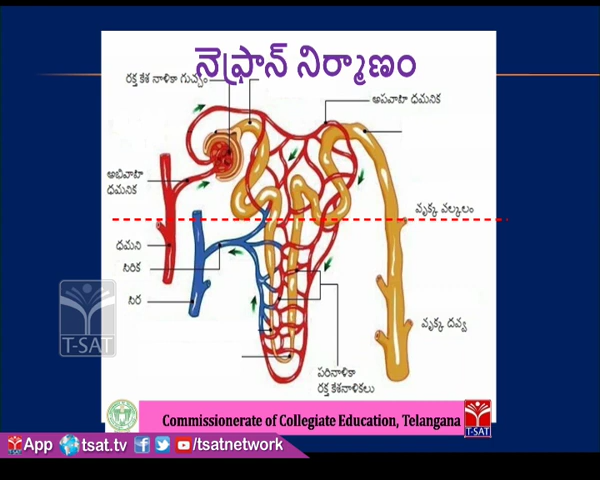 నెఫ్రాన్ నిర్మాణం
రక్త కేశ నాళికా గుచ్ఛం
అపవాహి ధమనిక
అభివాహి
ధమనిక
వృక్క వల్కలం
ధమని
సిరిక
సిర
వృక్క దవ్వ
పరినాళికా
రక్త కేశనాళికలు
T-SAT
Commissionerate of Collegiate Education, Telangana
T-SAT
App tsat.tv /tsatnetwork